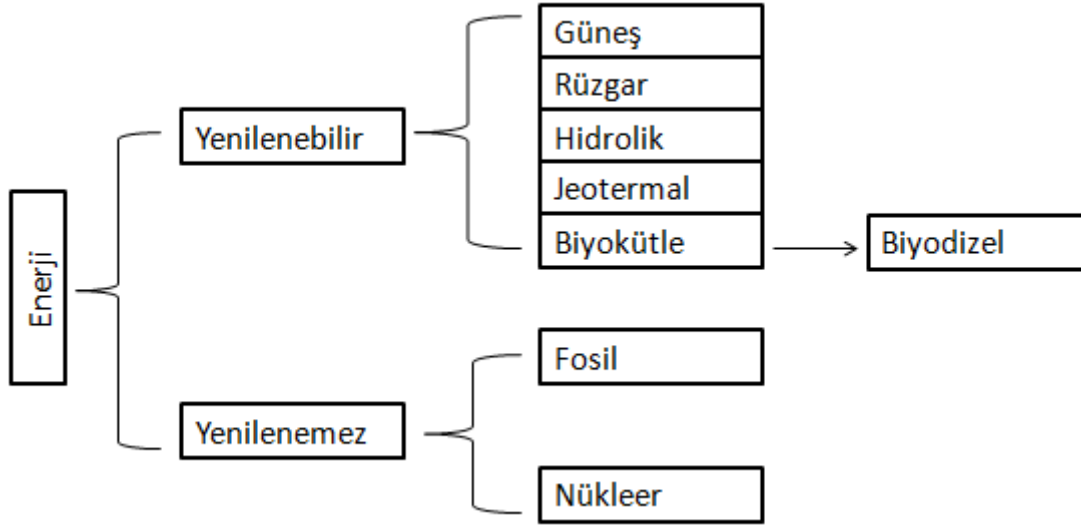 Enerji
Yenilenebilir
Güneş
Rüzgar
Hidrolik
Jeotermal
Biyokütle
Biyodizel
Yenilenemez
Fosil
Nükleer